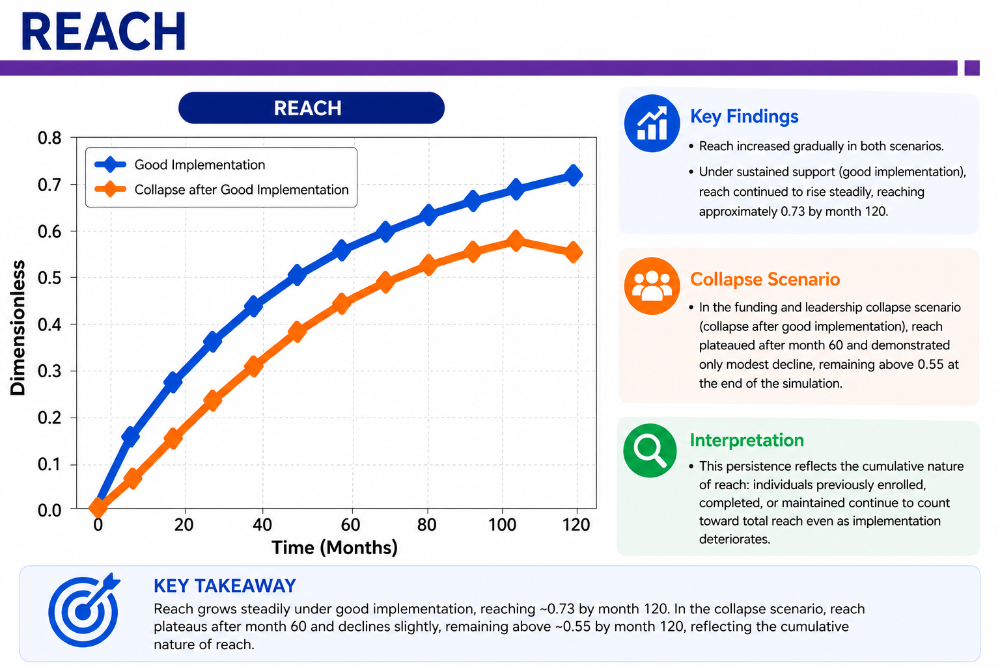 REACH
REACH
0.8
0.7
0.6
0.5
0.4
0.3
0.2
0.1
0.0
Dimensionless
Good Implementation
Collapse after Good Implementation
0 20 40 60 80 100 120
Time (Months)
Key Findings
• Reach increased gradually in both scenarios.
• Under sustained support (good implementation),
reach continued to rise steadily, reaching
approximately 0.73 by month 120.
Collapse Scenario
• In the funding and leadership collapse scenario
(collapse after good implementation), reach
plateaued after month 60 and demonstrated
only modest decline, remaining above 0.55 at
the end of the simulation.
Interpretation
• This persistence reflects the cumulative nature
of reach: individuals previously enrolled,
completed, or maintained continue to count
toward total reach even as implementation
deteriorates.
KEY TAKEAWAY
Reach grows steadily under good implementation, reaching ~0.73 by month 120. In the collapse scenario, reach
plateaus after month 60 and declines slightly, remaining above ~0.55 by month 120, reflecting the cumulative
nature of reach.